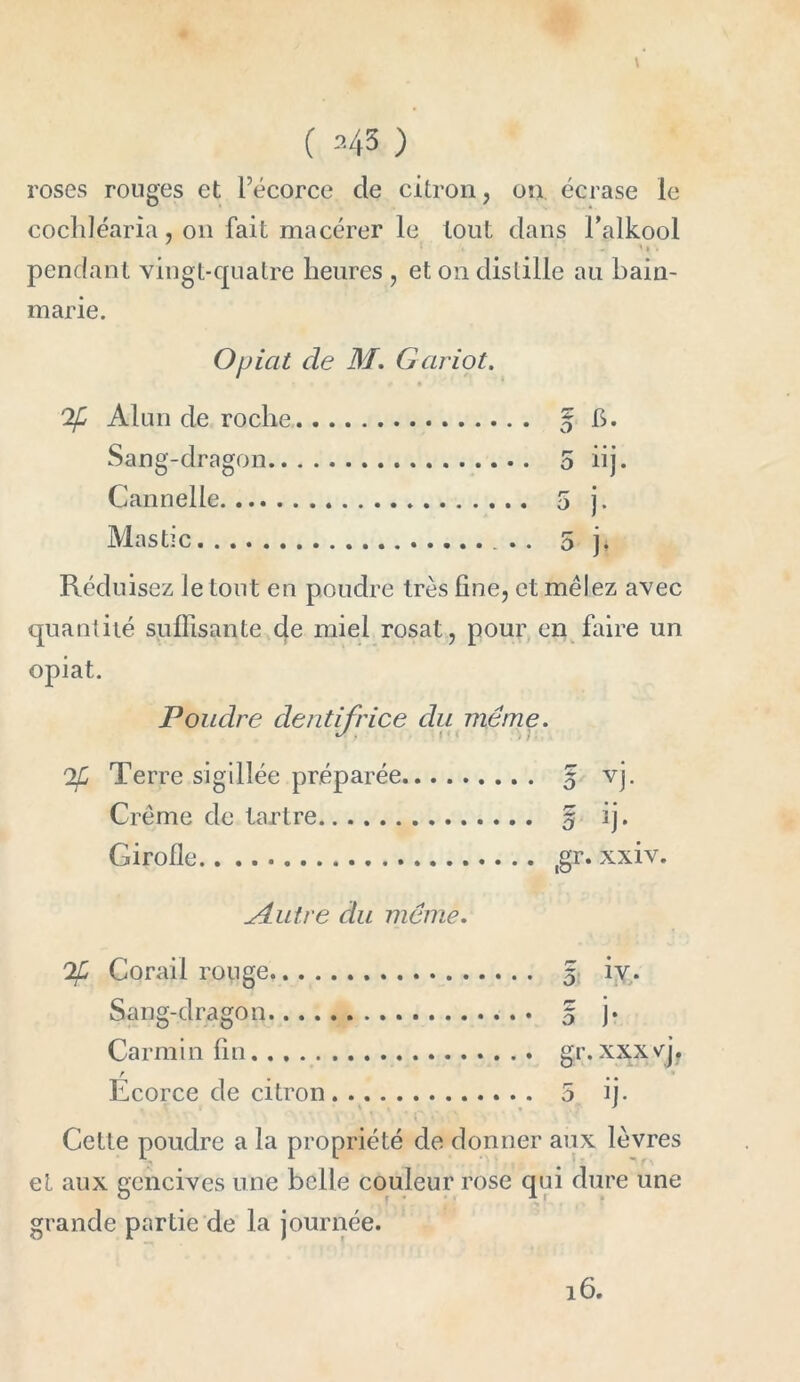 ( 243 )
roses rouges et l'écorce de citron, on écrase le
cochléaria, on fait macérer le tout dans l'alkool
pendant vingt-quatre heures, et on distille au bain-
marie.
Opiat de M. Gariot.
♃ Alun de roche.............. ℥ ß.
Sang-dragon................. ʒ iij.
Cannelle.................... ʒ j.
Mastic...................... ʒ j.
Réduisez le tout en poudre très fine, et mêlez avec
quantité suffisante de miel rosat, pour en faire un
opiat.
Poudre dentifrice du même.
♃ Terre sigillée préparée......... ℥ vj.
Crême de tartre.............. ℥ ij.
Girofle..................... gr. xxiv.
Autre du même.
♃ Corail rouge................. ℥ iv.
Sang-dragon................. ℥ j.
Carmin fin.................. gr. xxxvj.
Écorce de citron............. ʒ ij.
Cette poudre a la propriété de donner aux lèvres
et aux gencives une belle couleur rose qui dure une
grande partie de la journée.
16.